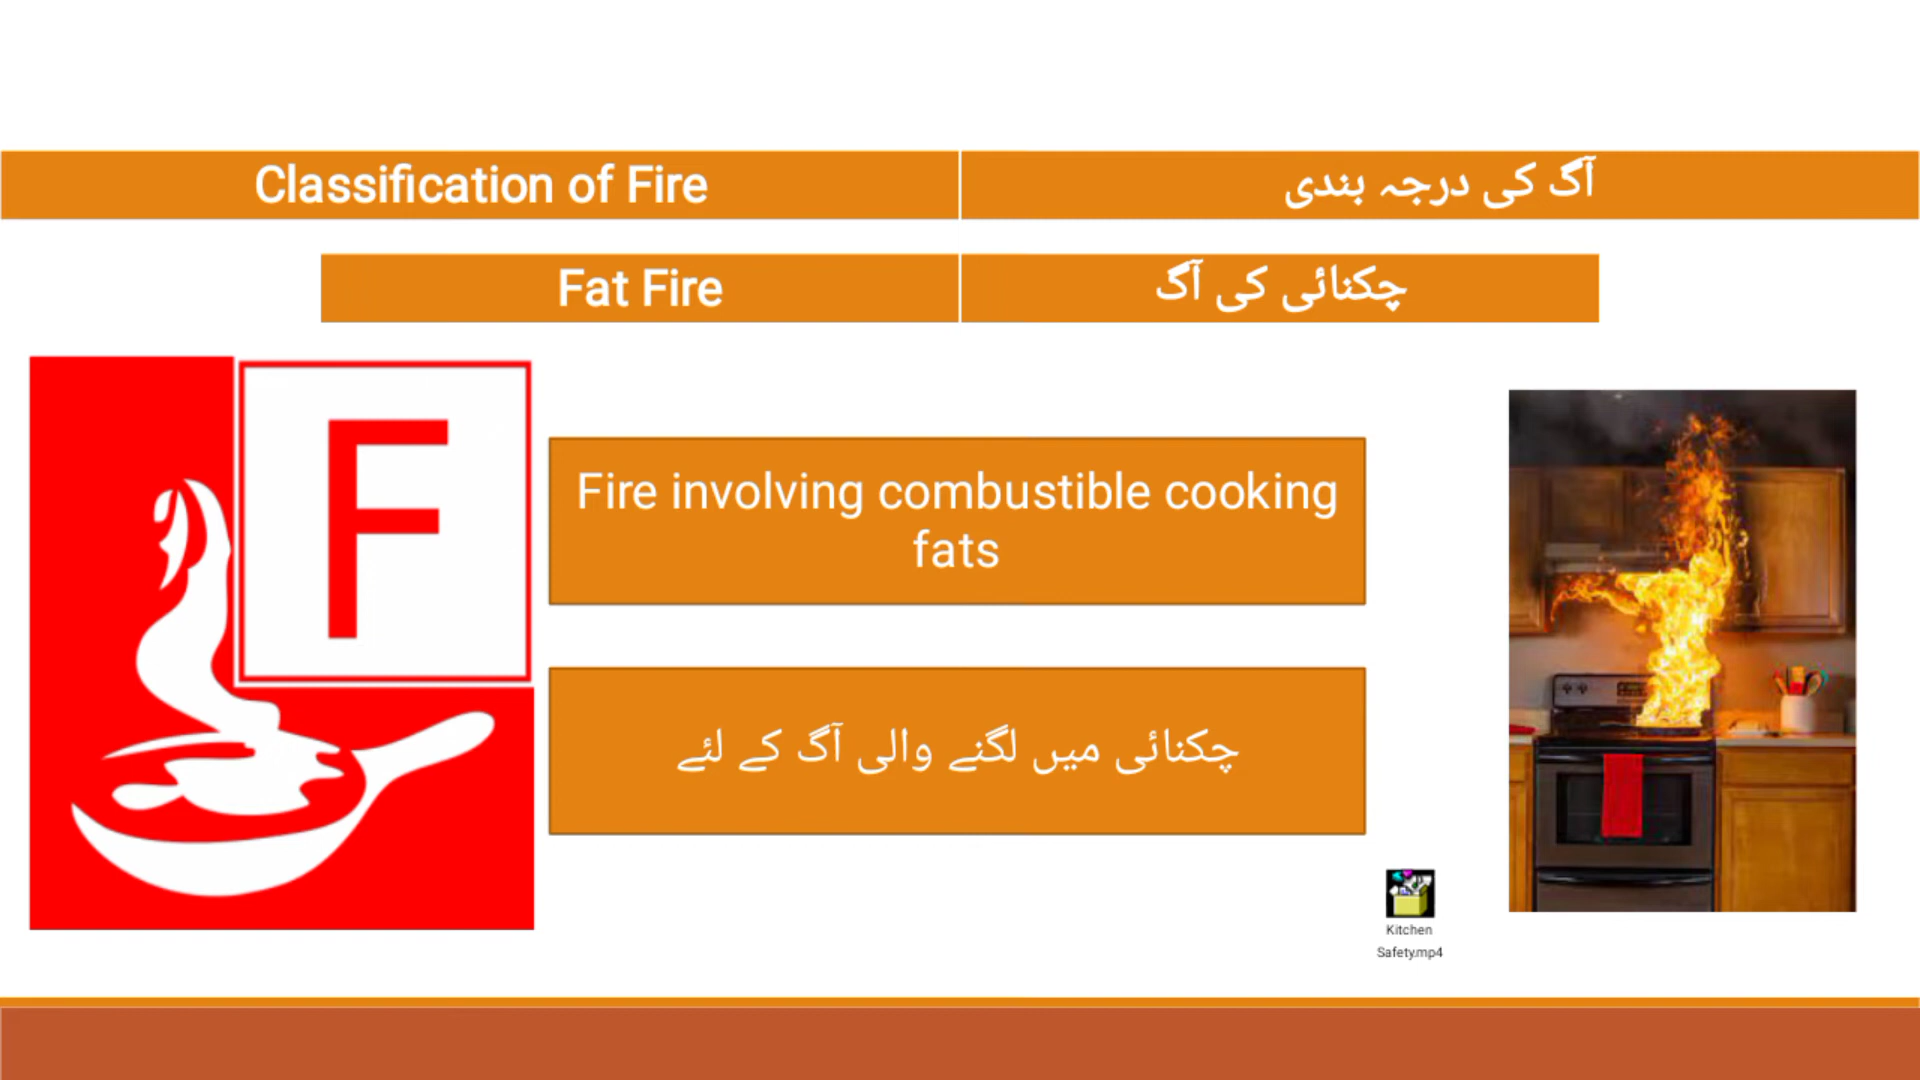 Classification of Fire
آگ کی درجہ بندی
Fat Fire
چکنائی کی آگ
F
Fire involving combustible cooking
fats
چکنائی میں لگنے والی آگ کے لئے
Kitchen
Safety.mp4